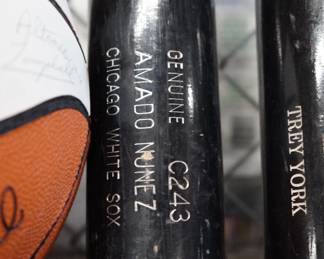 GENUINE C243
AMADO NUNEZ
CHICAGO WHITE SOX
TREY YORK